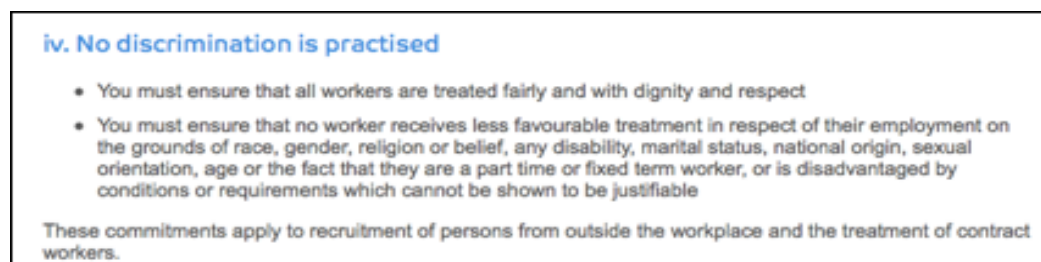 iv. No discrimination is practised
• You must ensure that all workers are treated fairly and with dignity and respect
• You must ensure that no worker receives less favourable treatment in respect of their employment on
the grounds of race, gender, religion or belief, any disability, marital status, national origin, sexual
orientation, age or the fact that they are a part time or fixed term worker, or is disadvantaged by
conditions or requirements which cannot be shown to be justifiable
These commitments apply to recruitment of persons from outside the workplace and the treatment of contract
workers.